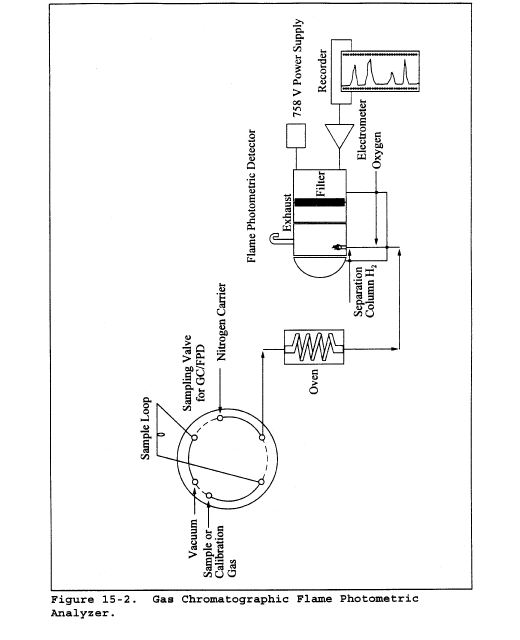 758 V Power Supply
Recorder
Flame Photometric Detector
Exhaust
Filter
Electrometer
Oxygen
Separation
Column H₂
Sampling Valve
for GC/FPD
Nitrogen Carrier
Oven
Sample Loop
Vacuum
Sample or
Calibration
Gas
Figure 15-2. Gas Chromatographic Flame Photometric
Analyzer.